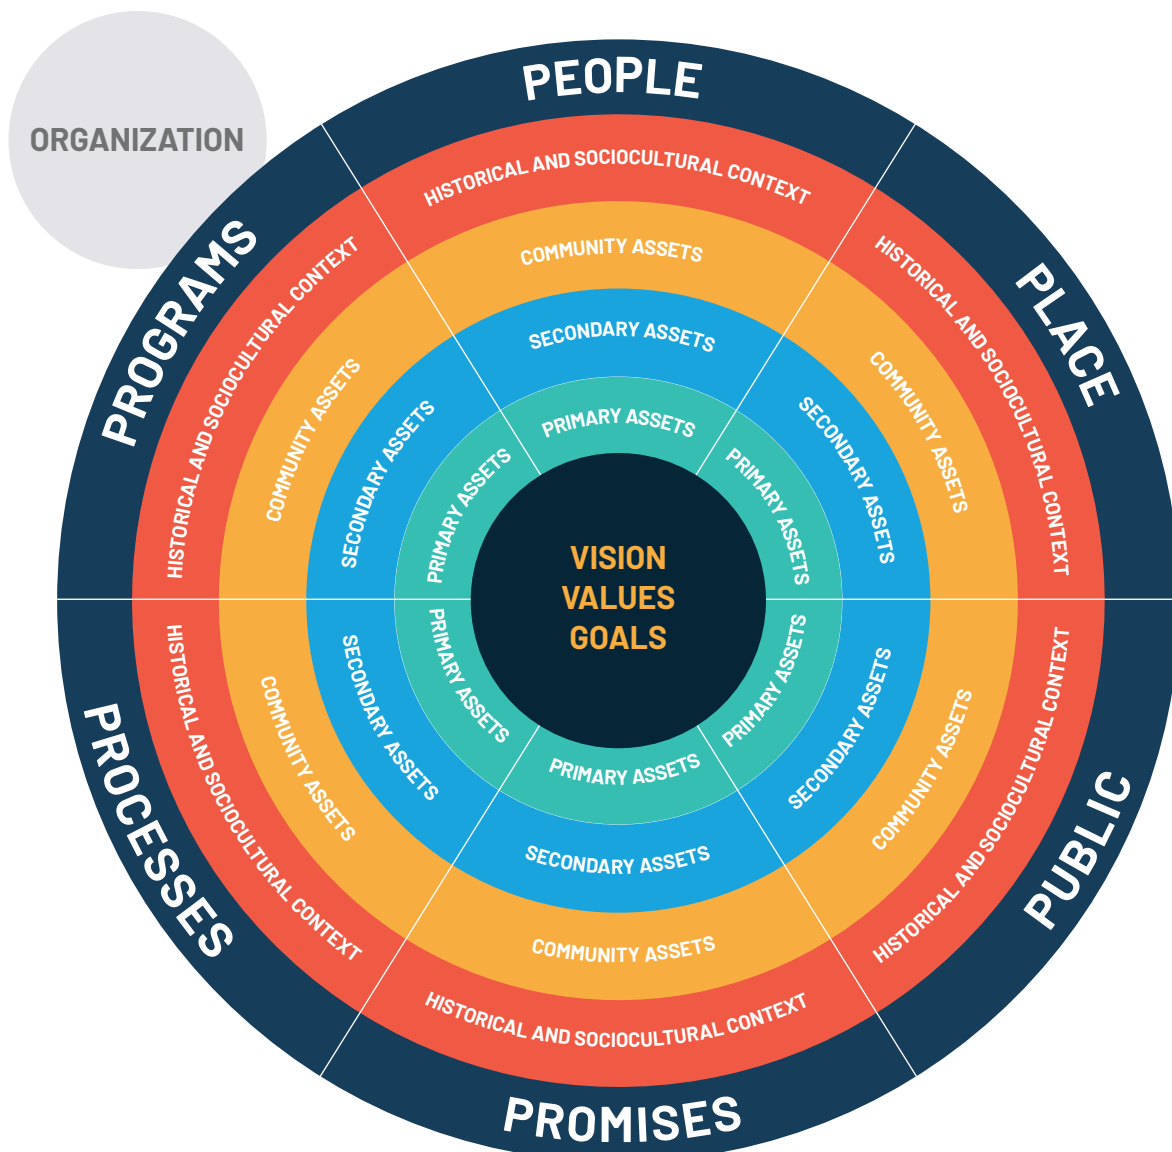 ORGANIZATION
PEOPLE
HISTORICAL AND SOCIOCULTURAL CONTEXT
COMMUNITY ASSETS
SECONDARY ASSETS
PRIMARY ASSETS
PLACE
HISTORICAL AND SOCIOCULTURAL CONTEXT
COMMUNITY ASSETS
SECONDARY ASSETS
PRIMARY ASSETS
PUBLIC
HISTORICAL AND SOCIOCULTURAL CONTEXT
COMMUNITY ASSETS
SECONDARY ASSETS
PRIMARY ASSETS
PROMISES
HISTORICAL AND SOCIOCULTURAL CONTEXT
COMMUNITY ASSETS
SECONDARY ASSETS
PRIMARY ASSETS
PROCESSES
HISTORICAL AND SOCIOCULTURAL CONTEXT
COMMUNITY ASSETS
SECONDARY ASSETS
PRIMARY ASSETS
PROGRAMS
HISTORICAL AND SOCIOCULTURAL CONTEXT
COMMUNITY ASSETS
SECONDARY ASSETS
PRIMARY ASSETS
VISION
VALUES
GOALS